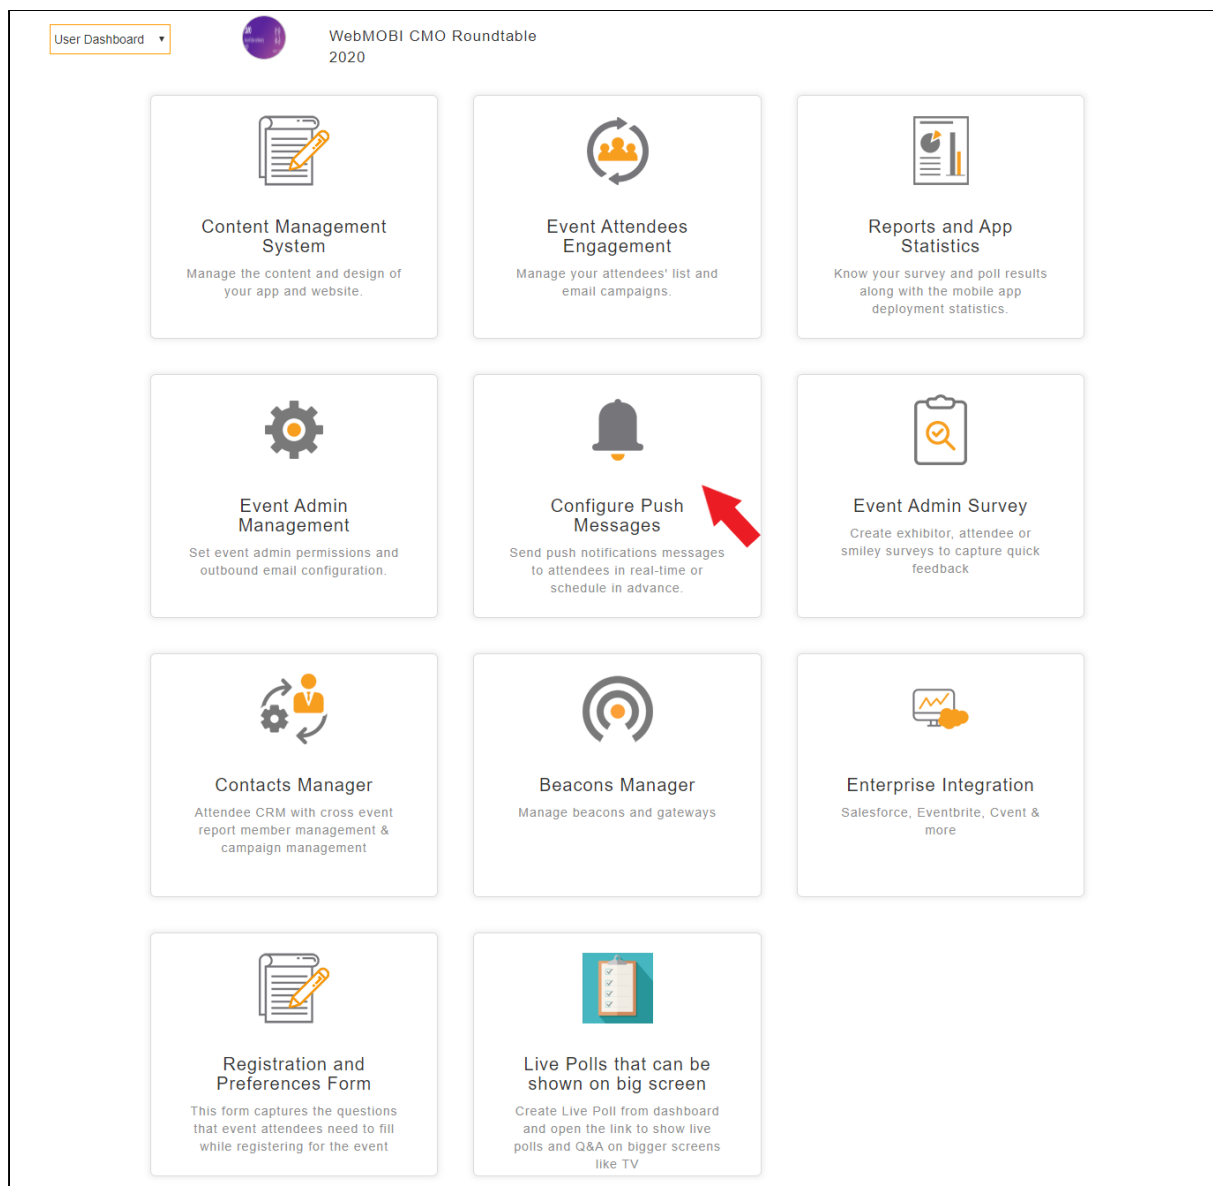 User Dashboard
WebMOBI CMO Roundtable
2020
Content Management
System
Manage the content and design of
your app and website.
Event Attendees
Engagement
Manage your attendees' list and
email campaigns.
Reports and App
Statistics
Know your survey and poll results
along with the mobile app
deployment statistics.
Event Admin
Management
Set event admin permissions and
outbound email configuration.
Configure Push
Messages
Send push notifications messages
to attendees in real-time or
schedule in advance.
Event Admin Survey
Create exhibitor, attendee or
smiley surveys to capture quick
feedback
Contacts Manager
Attendee CRM with cross event
report member management &
campaign management
Beacons Manager
Manage beacons and gateways
Enterprise Integration
Salesforce, Eventbrite, Cvent &
more
Registration and
Preferences Form
This form captures the questions
that event attendees need to fill
while registering for the event
Live Polls that can be
shown on big screen
Create Live Poll from dashboard
and open the link to show live
polls and Q&A on bigger screens
like TV